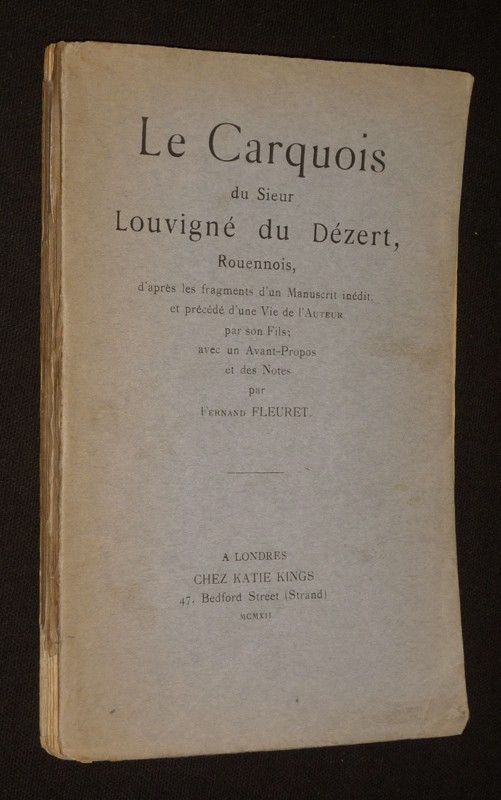 Le Carquois
du Sieur
Louvigné du Dézert,
Rouennois,
d'après les fragments d'un Manuscrit inédit,
et précédé d'une Vie de l'AUTEUR
par son Fils;
avec un Avant-Propos
et des Notes
par
FERNAND FLEURET.
A LONDRES
CHEZ KATIE KINGS
47, Bedford Street (Strand)
MCMXII